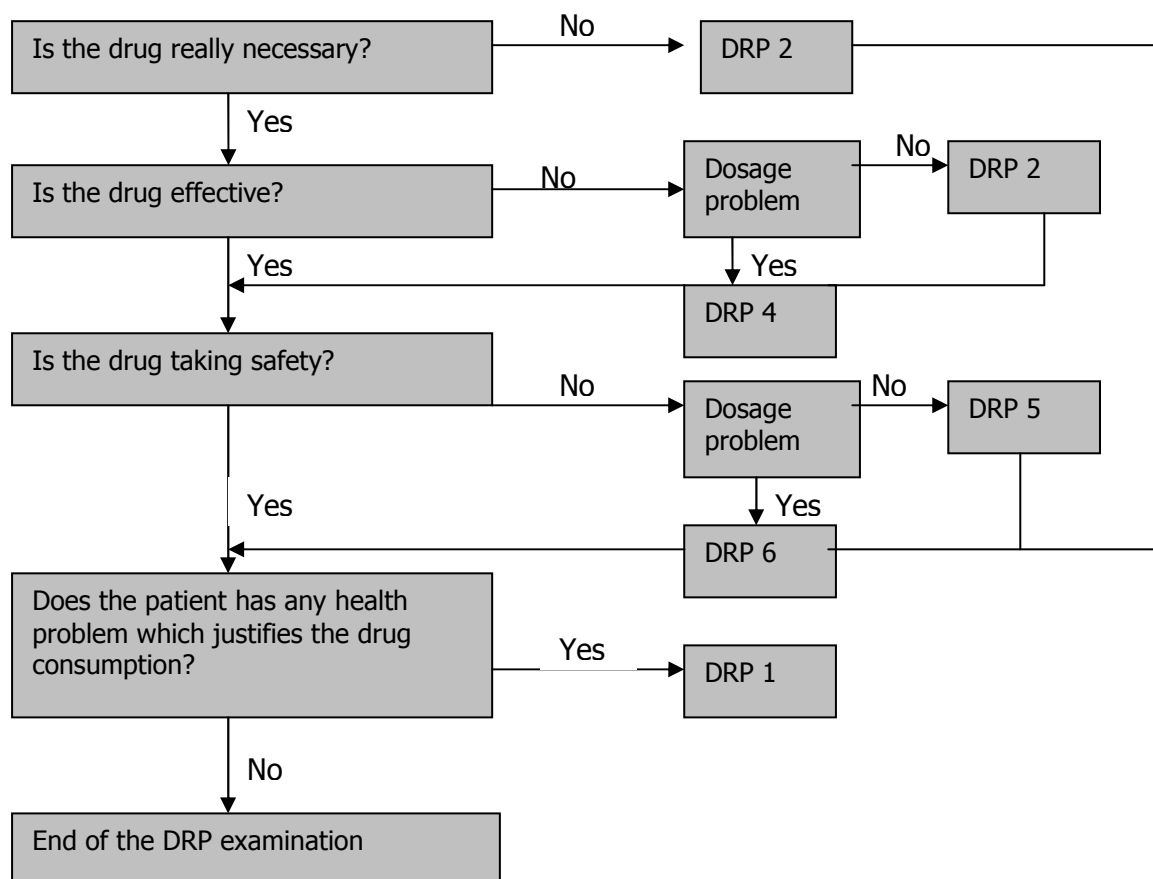 No
Is the drug really necessary?
DRP 2
Yes
Is the drug effective?
No
Dosage
problem
No
DRP 2
Yes
Yes
DRP 4
Is the drug taking safety?
No
Dosage
problem
No
DRP 5
Yes
Yes
DRP 6
Does the patient has any health
problem which justifies the drug
consumption?
Yes
DRP 1
No
End of the DRP examination